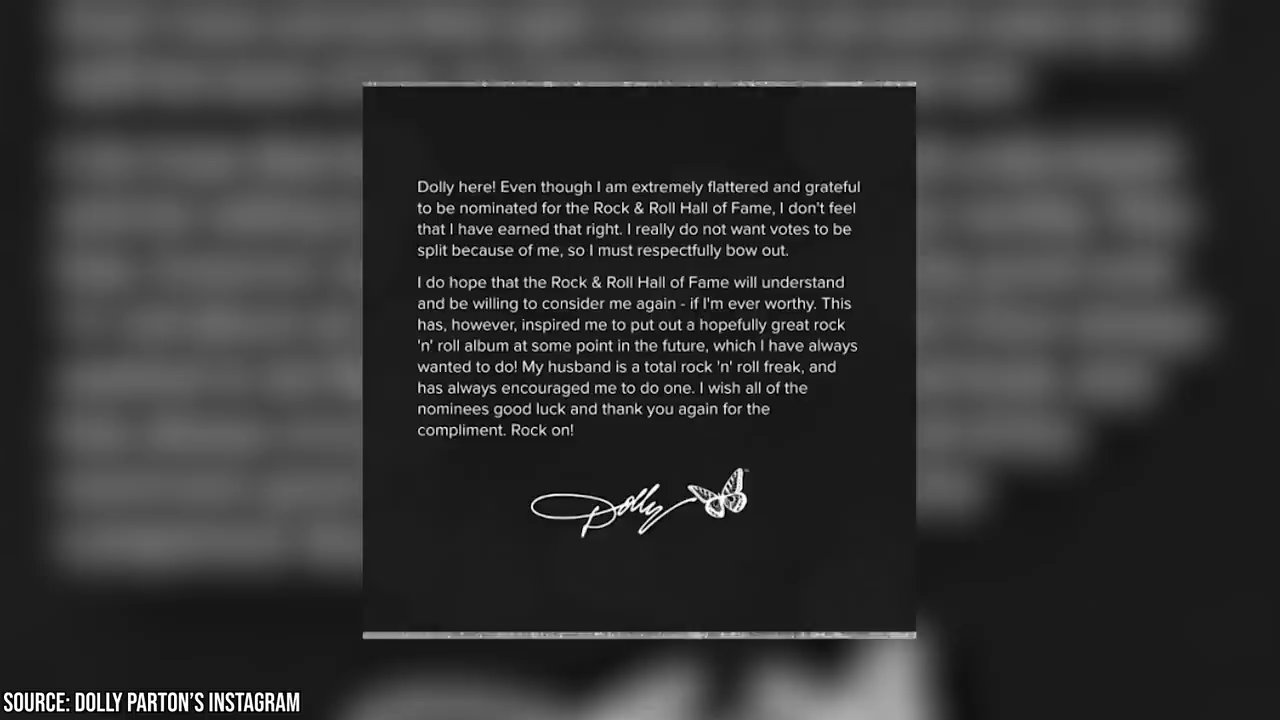 Dolly here! Even though I am extremely flattered and grateful
to be nominated for the Rock & Roll Hall of Fame, I don't feel
that I have earned that right. I really do not want votes to be
split because of me, so I must respectfully bow out.
I do hope that the Rock & Roll Hall of Fame will understand
and be willing to consider me again - if I'm ever worthy. This
has, however, inspired me to put out a hopefully great rock
'n' roll album at some point in the future, which I have always
wanted to do! My husband is a total rock 'n' roll freak, and
has always encouraged me to do one. I wish all of the
nominees good luck and thank you again for the
compliment. Rock on!
Dolly
SOURCE: DOLLY PARTON'S INSTAGRAM